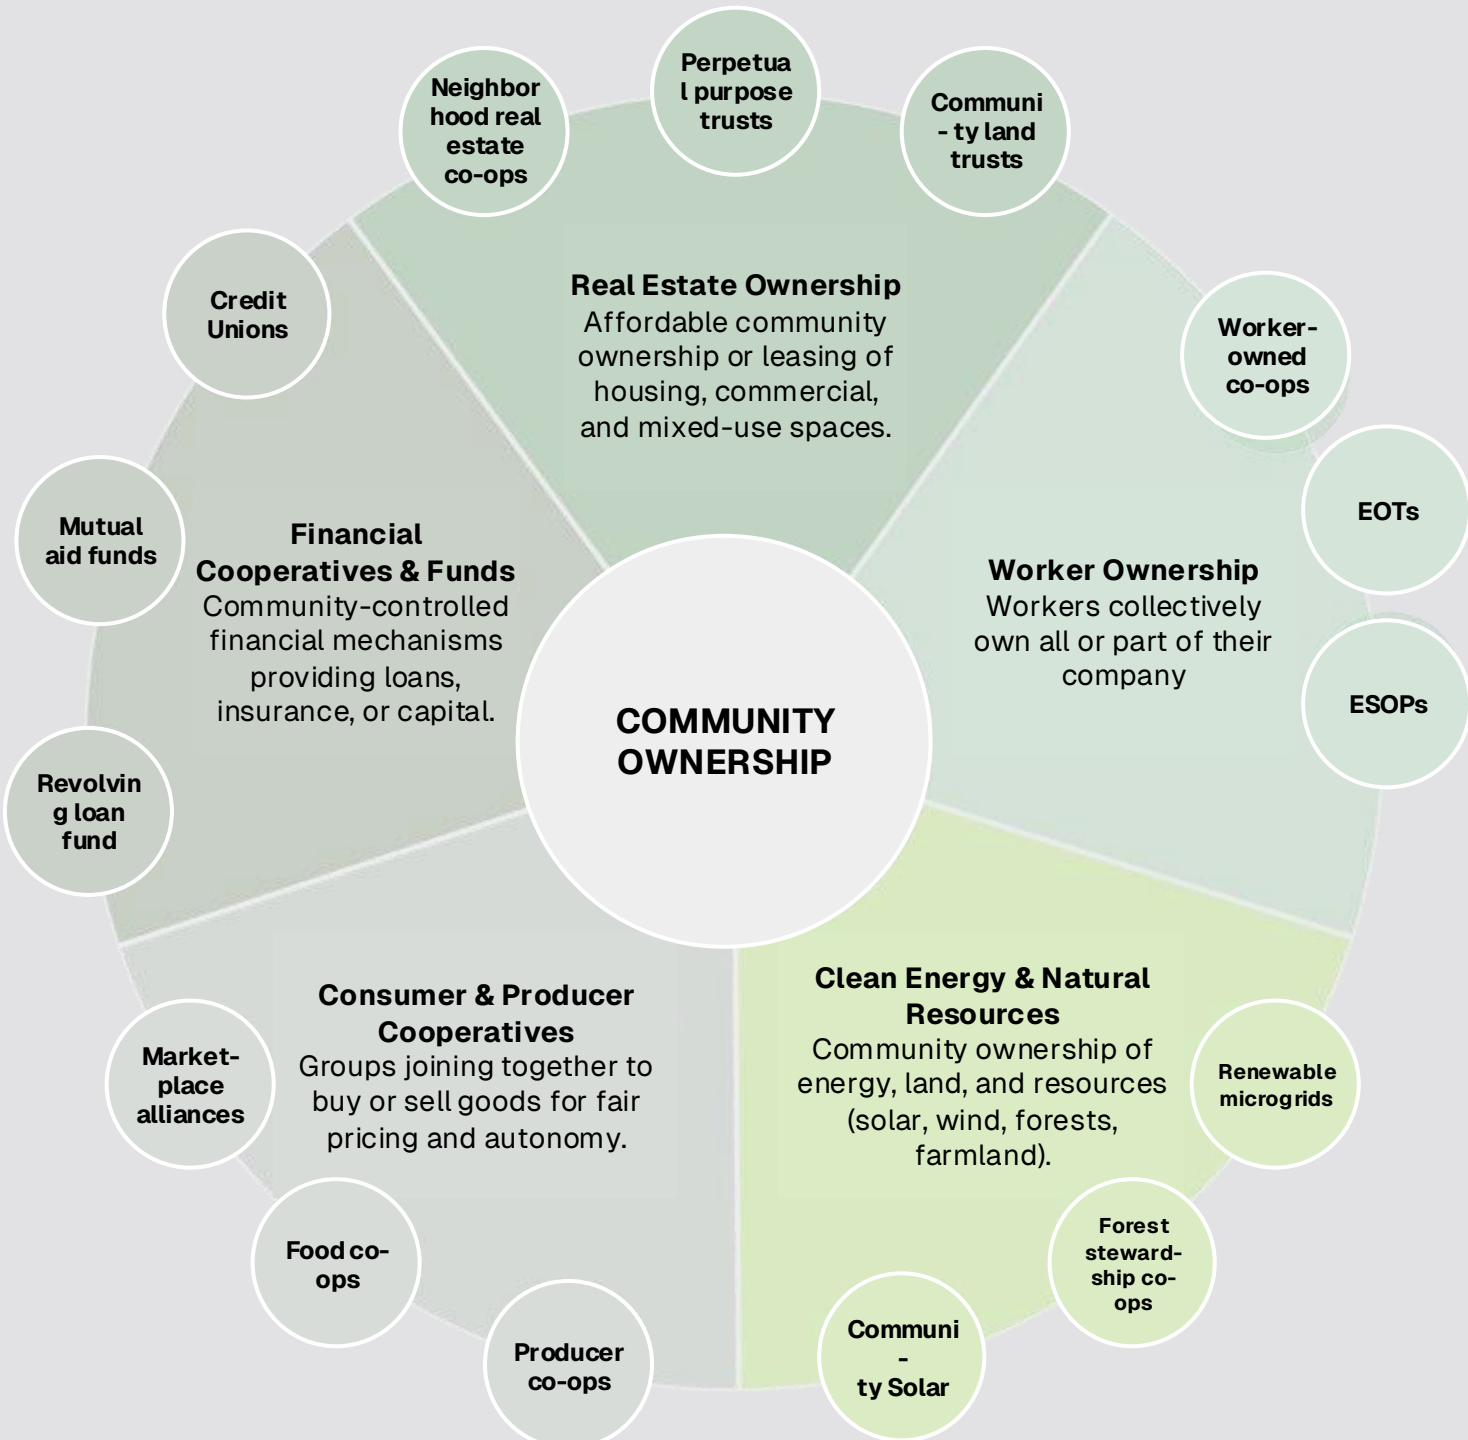 Neighbor
hood real
estate
co-ops
Perpetua
l purpose
trusts
Communi
- ty land
trusts
Real Estate Ownership
Affordable community
ownership or leasing of
housing, commercial,
and mixed-use spaces.
Worker-
owned
co-ops
EOTs
ESOPs
Worker Ownership
Workers collectively
own all or part of their
company
Credit
Unions
Mutual
aid funds
Revolvin
g loan
fund
Financial
Cooperatives & Funds
Community-controlled
financial mechanisms
providing loans,
insurance, or capital.
COMMUNITY
OWNERSHIP
Consumer & Producer
Cooperatives
Groups joining together to
buy or sell goods for fair
pricing and autonomy.
Market-
place
alliances
Food co-
ops
Producer
co-ops
Clean Energy & Natural
Resources
Community ownership of
energy, land, and resources
(solar, wind, forests,
farmland).
Renewable
microgrids
Forest
steward-
ship co-
ops
Communi
-
ty Solar